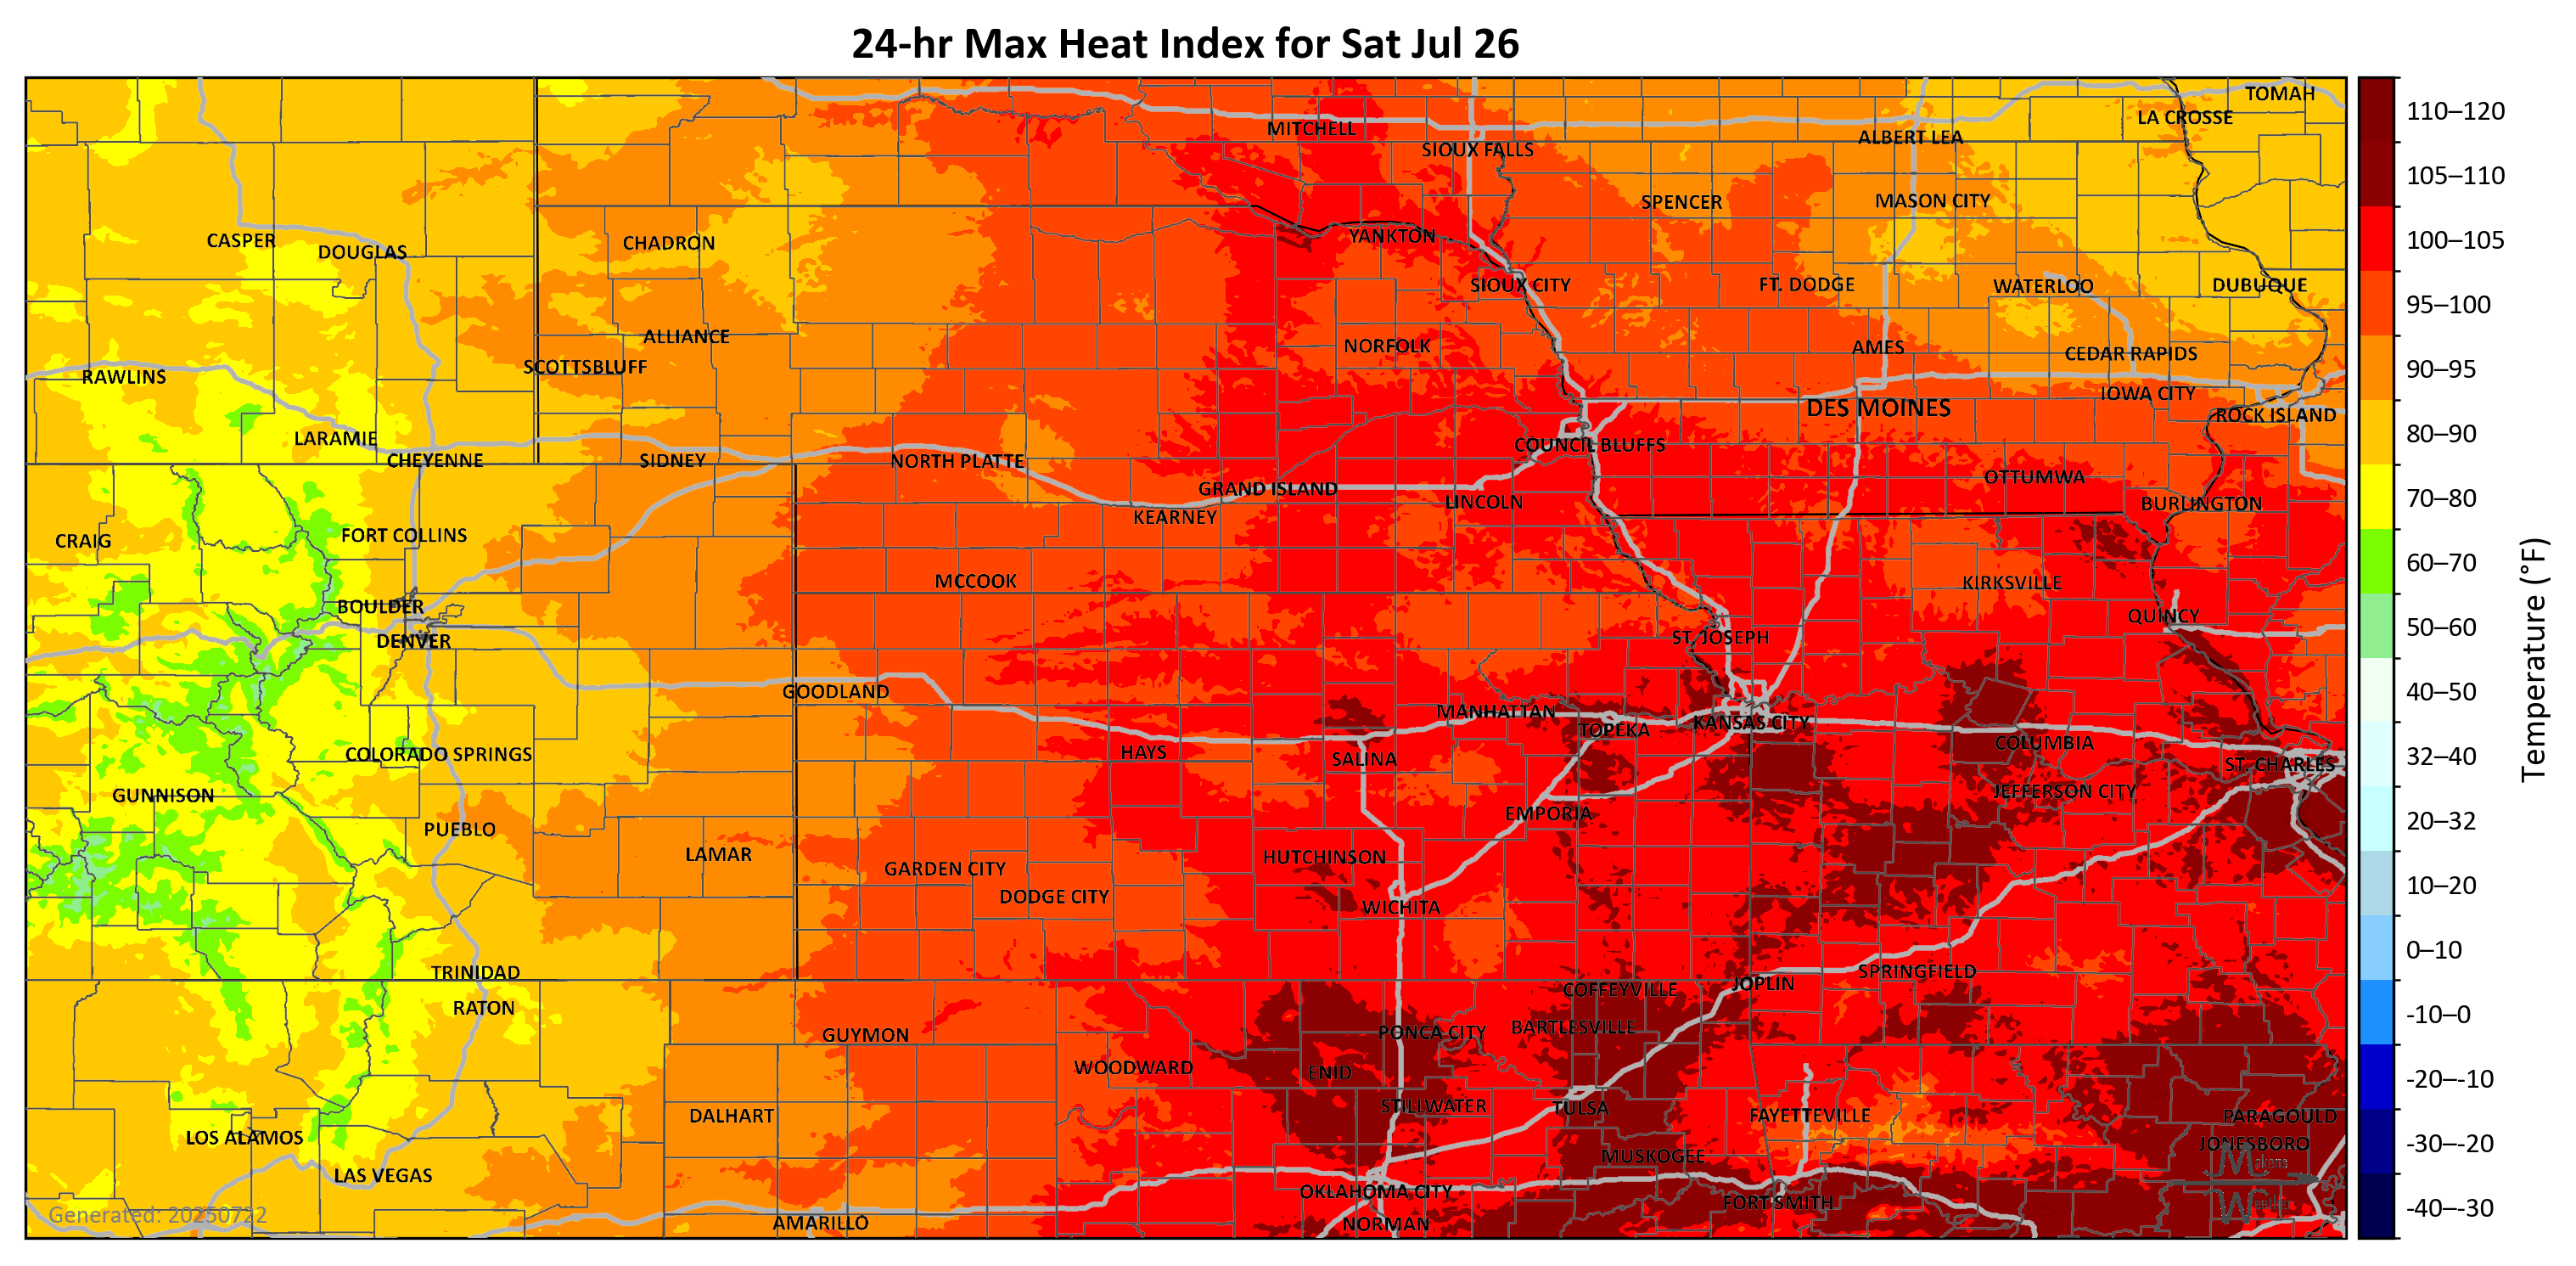 24-hr Max Heat Index for Sat Jul 26
TOMAH
LA CROSSE
MITCHELL
ALBERT LEA
SIOUX FALLS
SPENCER
MASON CITY
YANKTON
CASPER
CHADRON
DOUGLAS
SIOUX CITY
FT. DODGE
WATERLOO
DUBUQUE
ALLIANCE
NORFOLK
AMES
CEDAR RAPIDS
SCOTTSBLUFF
RAWLINS
IOWA CITY
DES MOINES
ROCK ISLAND
LARAMIE
COUNCIL BLUFFS
CHEYENNE
SIDNEY
NORTH PLATTE
OTTUMWA
GRAND ISLAND
LINCOLN
BURLINGTON
KEARNEY
FORT COLLINS
CRAIG
MCCOOK
KIRKSVILLE
BOULDER
QUINCY
DENVER
ST. JOSEPH
GOODLAND
MANHATTAN
KANSAS CITY
TOPEKA
COLUMBIA
COLORADO SPRINGS
HAYS
SALINA
ST. CHARLES
JEFFERSON CITY
GUNNISON
EMPORIA
PUEBLO
LAMAR
HUTCHINSON
GARDEN CITY
DODGE CITY
WICHITA
TRINIDAD
SPRINGFIELD
JOPLIN
COFFEYVILLE
RATON
BARTLESVILLE
PONCA CITY
GUYMON
WOODWARD
ENID
STILLWATER
TULSA
DALHART
FAYETTEVILLE
PARAGOULD
LOS ALAMOS
JONESBORO
MUSKOGEE
Makens
LAS VEGAS
OKLAHOMA CITY
FORT SMITH
Weather
Generated: 20250722
AMARILLO
NORMAN
110–120
105–110
100–105
95–100
90–95
80–90
70–80
60–70
50–60
40–50
32–40
20–32
10–20
0–10
-10–0
-20–-10
-30–-20
-40–-30
Temperature (°F)